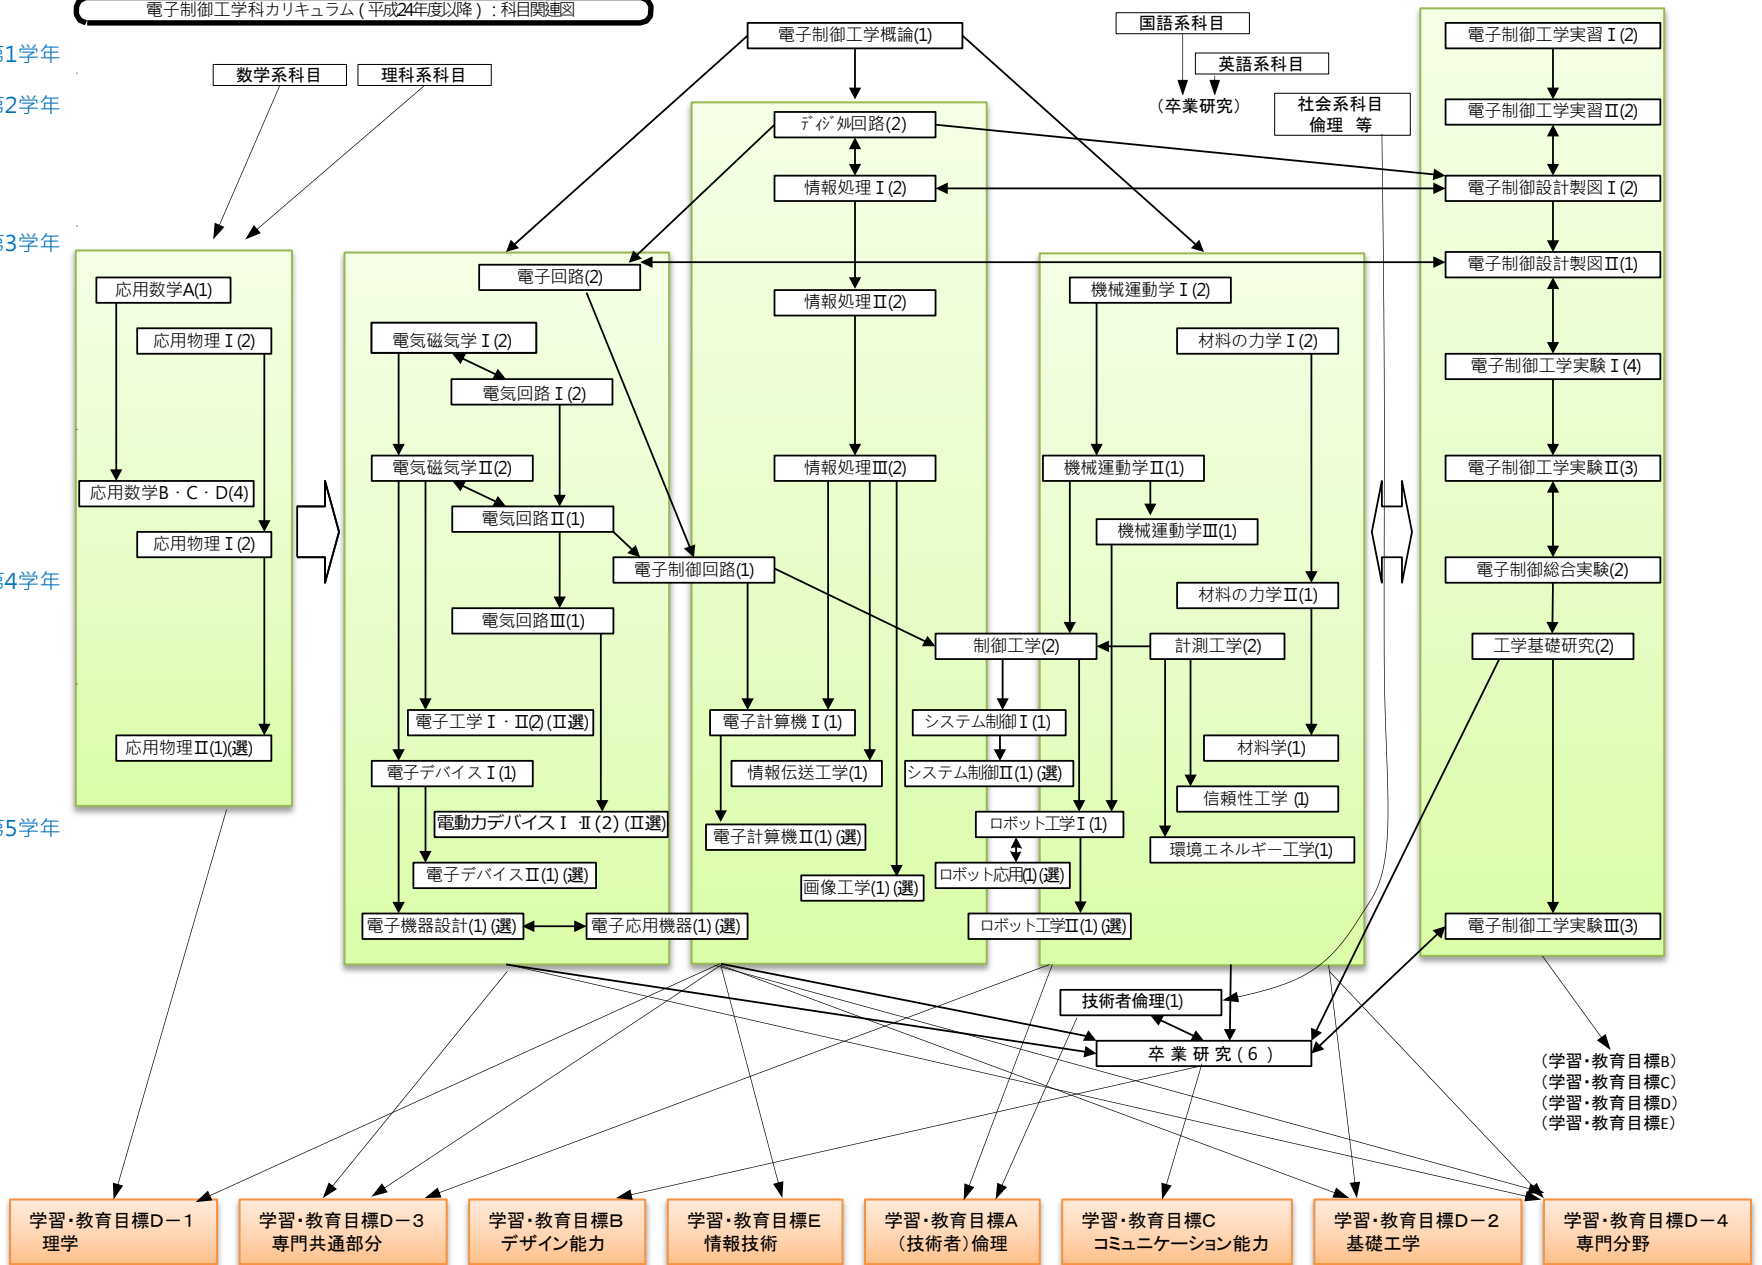 電子制御工学科カリキュラム(平成24年度以降):科目関連図
第1学年
電子制御工学概論(1)
国語系科目
電子制御工学実習Ⅰ(2)
英語系科目
数学系科目
理科系科目
第2学年
(卒業研究)
社会系科目
倫理 等
電子制御工学実習Ⅱ(2)
ディジタル回路(2)
情報処理Ⅰ(2)
電子制御設計製図Ⅰ(2)
第3学年
電子回路(2)
電子制御設計製図Ⅱ(1)
応用数学A(1)
情報処理Ⅱ(2)
機械運動学Ⅰ(2)
応用物理Ⅰ(2)
電気磁気学Ⅰ(2)
材料の力学Ⅰ(2)
電子制御工学実験Ⅰ(4)
電気回路Ⅰ(2)
電気磁気学Ⅱ(2)
情報処理Ⅲ(2)
機械運動学Ⅱ(1)
電子制御工学実験Ⅱ(3)
応用数学B・C・D(4)
電気回路Ⅱ(1)
機械運動学Ⅲ(1)
応用物理Ⅰ(2)
電子制御回路(1)
電子制御総合実験(2)
第4学年
材料の力学Ⅱ(1)
電気回路Ⅲ(1)
制御工学(2)
計測工学(2)
工学基礎研究(2)
電子工学Ⅰ・Ⅱ(2)(Ⅱ選)
電子計算機Ⅰ(1)
システム制御Ⅰ(1)
応用物理Ⅱ(1)(選)
材料学(1)
電子デバイスⅠ(1)
情報伝送工学(1)
システム制御Ⅱ(1)(選)
信頼性工学(1)
第5学年
電動力デバイスⅠ・Ⅱ(2)(Ⅱ選)
電子計算機Ⅱ(1)(選)
ロボット工学Ⅰ(1)
環境エネルギー工学(1)
電子デバイスⅡ(1)(選)
画像工学(1)(選)
ロボット応用(1)(選)
電子機器設計(1)(選)
電子応用機器(1)(選)
ロボット工学Ⅱ(1)(選)
電子制御工学実験Ⅲ(3)
技術者倫理(1)
卒業研究(6)
(学習・教育目標B)
(学習・教育目標C)
(学習・教育目標D)
(学習・教育目標E)
学習・教育目標D-1
理学
学習・教育目標D-3
専門共通部分
学習・教育目標B
デザイン能力
学習・教育目標E
情報技術
学習・教育目標A
(技術者)倫理
学習・教育目標C
コミュニケーション能力
学習・教育目標D-2
基礎工学
学習・教育目標D-4
専門分野